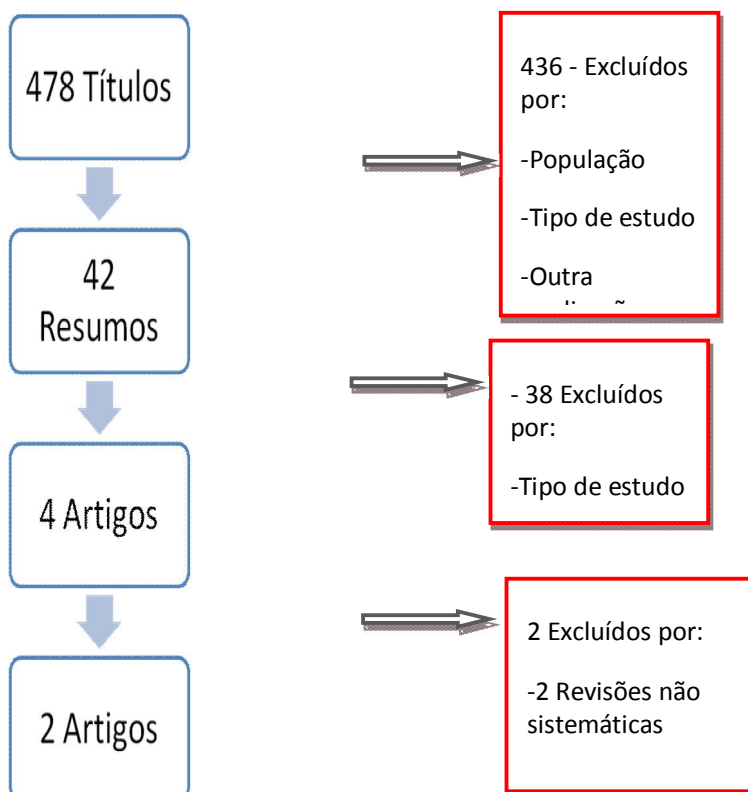 478 Títulos
436 - Excluídos
por:
-População
-Tipo de estudo
-Outra
42
Resumos
- 38 Excluídos
por:
-Tipo de estudo
4 Artigos
2 Excluídos por:
-2 Revisões não
sistemáticas
2 Artigos